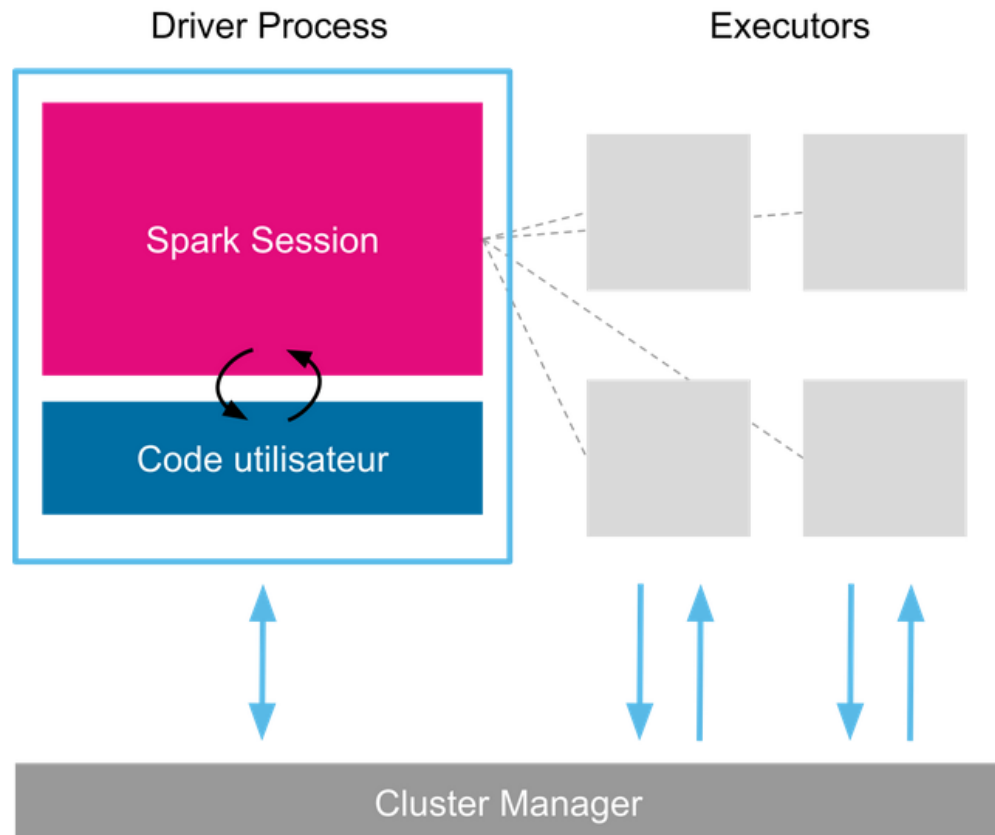 Driver Process
Executors
Spark Session
Code utilisateur
Cluster Manager